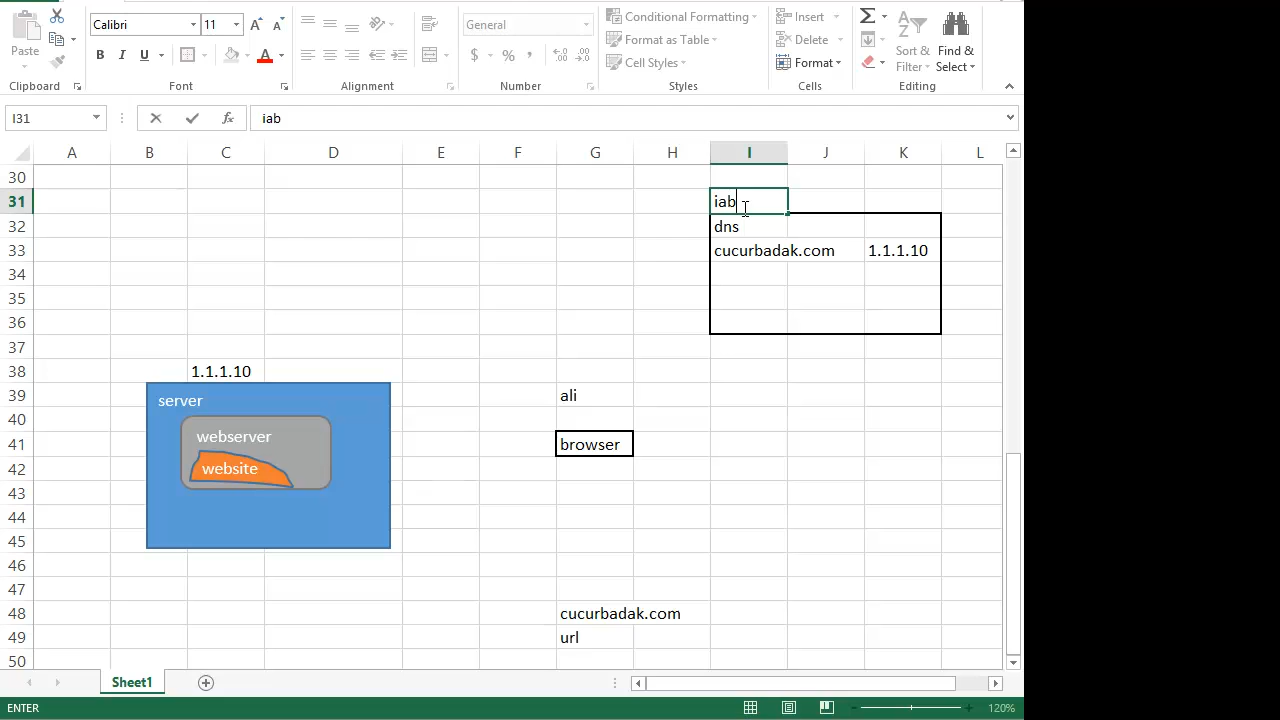 Calibri 11 General Conditional Formatting Insert
Paste B I U $ % Format as Table Delete Sort & Filter Find & Select
Cell Styles Format
Clipboard Font Alignment Number Styles Cells Editing
I31 fx iab
A B C D E F G H I J K L
30
31 iab
32 dns
33 cucurbadak.com 1.1.1.10
34
35
36
37
38 1.1.1.10
39 server ali
40
41 webserver browser
42 website
43
44
45
46
47
48 cucurbadak.com
49 url
50
Sheet1
ENTER 120%